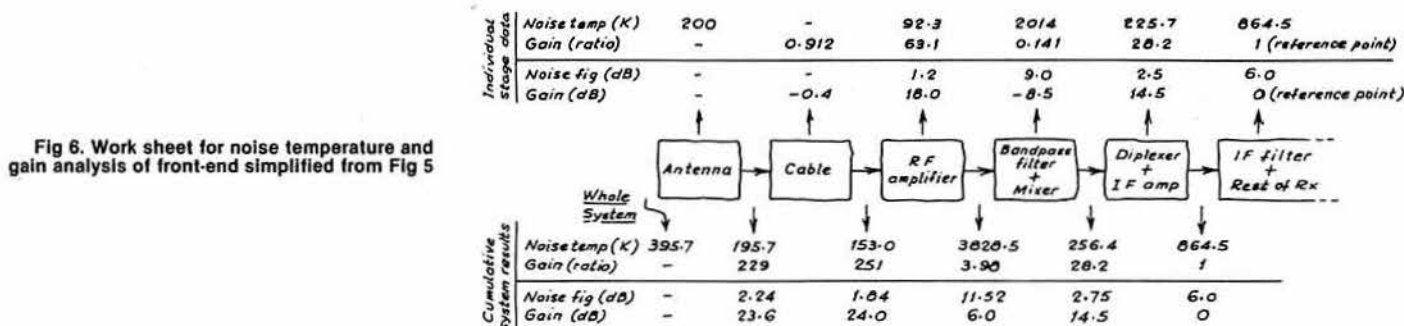 Individual stage data
Noise temp (K) 200 - 92.3 2014 225.7 864.5
Gain (ratio) - 0.912 63.1 0.141 28.2 1 (reference point)
Noise fig (dB) - - 1.2 9.0 2.5 6.0
Gain (dB) - -0.4 18.0 -8.5 14.5 0 (reference point)
Fig 6. Work sheet for noise temperature and
gain analysis of front-end simplified from Fig 5
Antenna
Cable
RF
amplifier
Bandpass
filter
+
Mixer
Diplexer
+
IF amp
IF filter
+
Rest of Rx
Whole
System
Cumulative system results
Noise temp (K) 395.7 195.7 153.0 3828.5 256.4 864.5
Gain (ratio) - 229 251 3.98 28.2 1
Noise fig (dB) - 2.24 1.84 11.52 2.75 6.0
Gain (dB) - 23.6 24.0 6.0 14.5 0